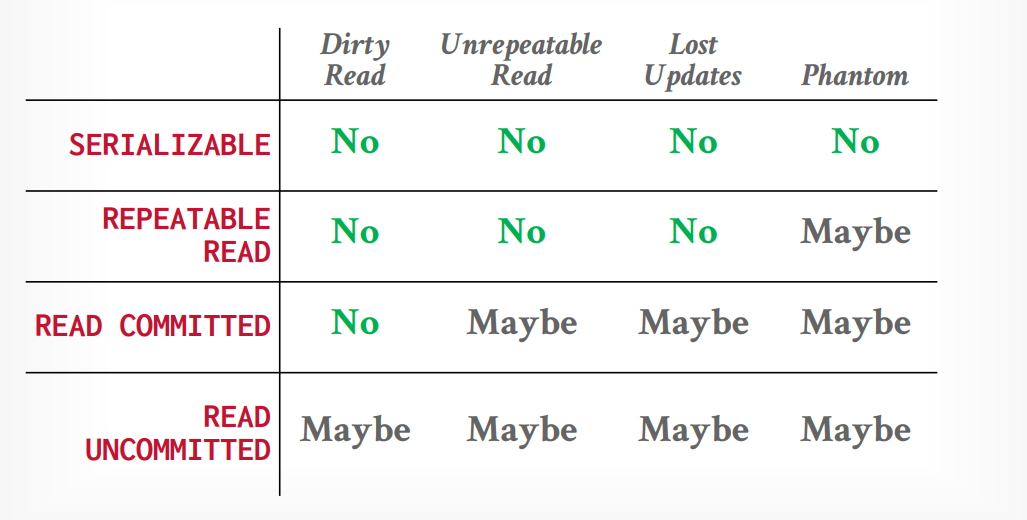 Dirty Read Unrepeatable Read Lost Updates Phantom
SERIALIZABLE No No No No
REPEATABLE READ No No No Maybe
READ COMMITTED No Maybe Maybe Maybe
READ UNCOMMITTED Maybe Maybe Maybe Maybe